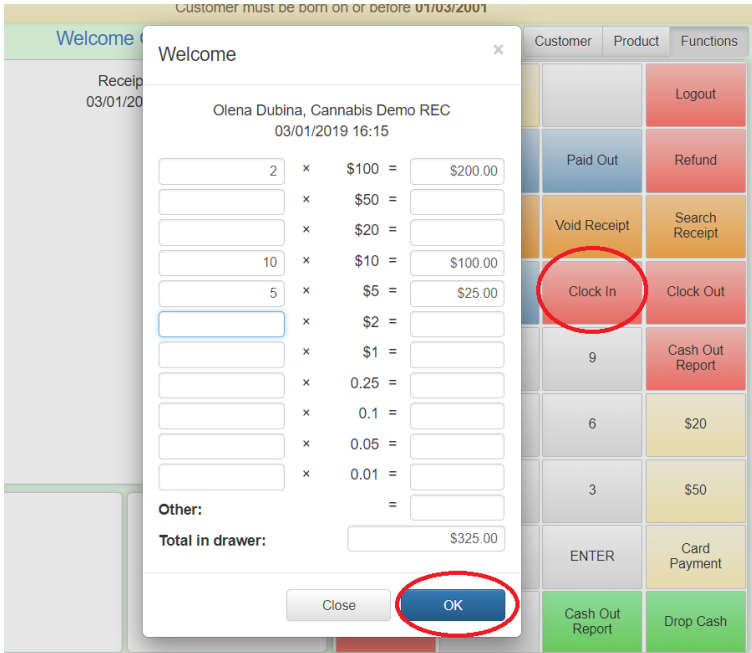 Customer must be born on or before 01/03/2001
Welcome
Customer Product Functions
Welcome ×
Olena Dubina, Cannabis Demo REC
03/01/2019 16:15
2 × $100 = $200.00
× $50 =
× $20 =
10 × $10 = $100.00
5 × $5 = $25.00
× $2 =
× $1 =
× 0.25 =
× 0.1 =
× 0.05 =
× 0.01 =
Other: =
Total in drawer: $325.00
Close OK
Logout
Paid Out Refund
Void Receipt Search
Receipt
Clock In Clock Out
9 Cash Out
Report
6 $20
3 $50
ENTER Card
Payment
Cash Out
Report Drop Cash